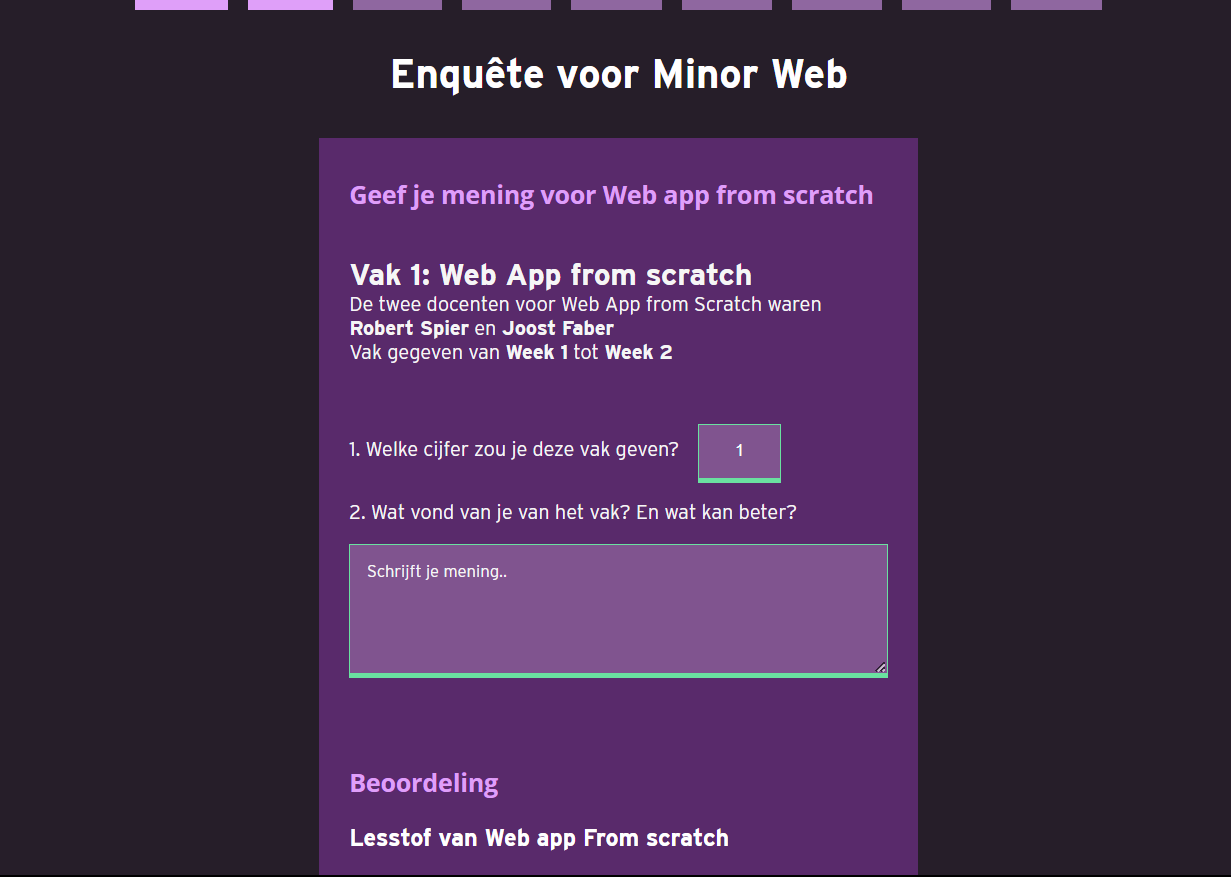 Enquête voor Minor Web
Geef je mening voor Web app from scratch
Vak 1: Web App from scratch
De twee docenten voor Web App from Scratch waren
Robert Spier en Joost Faber
Vak gegeven van Week 1 tot Week 2
1. Welke cijfer zou je deze vak geven? 1
2. Wat vond van je van het vak? En wat kan beter?
Schrijft je mening..
Beoordeling
Lesstof van Web app From scratch